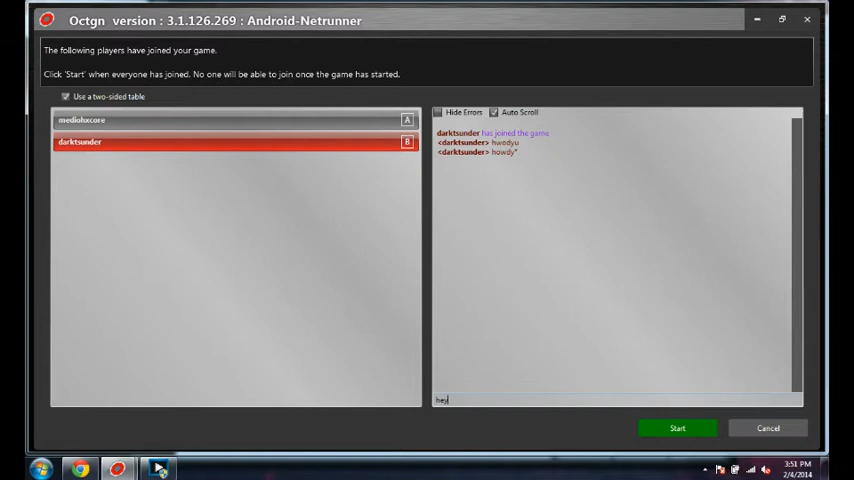 Octgn version : 3.1.126.269 : Android-Netrunner
The following players have joined your game.
Click 'Start' when everyone has joined. No one will be able to join once the game has started.
Use a two-sided table
mediohxcore A
darktsunder B
Hide Errors Auto Scroll
darktsunder has joined the game
<darktsunder> hwodyu
<darktsunder> howdy*
hey
Start Cancel
3:51 PM
2/4/2014